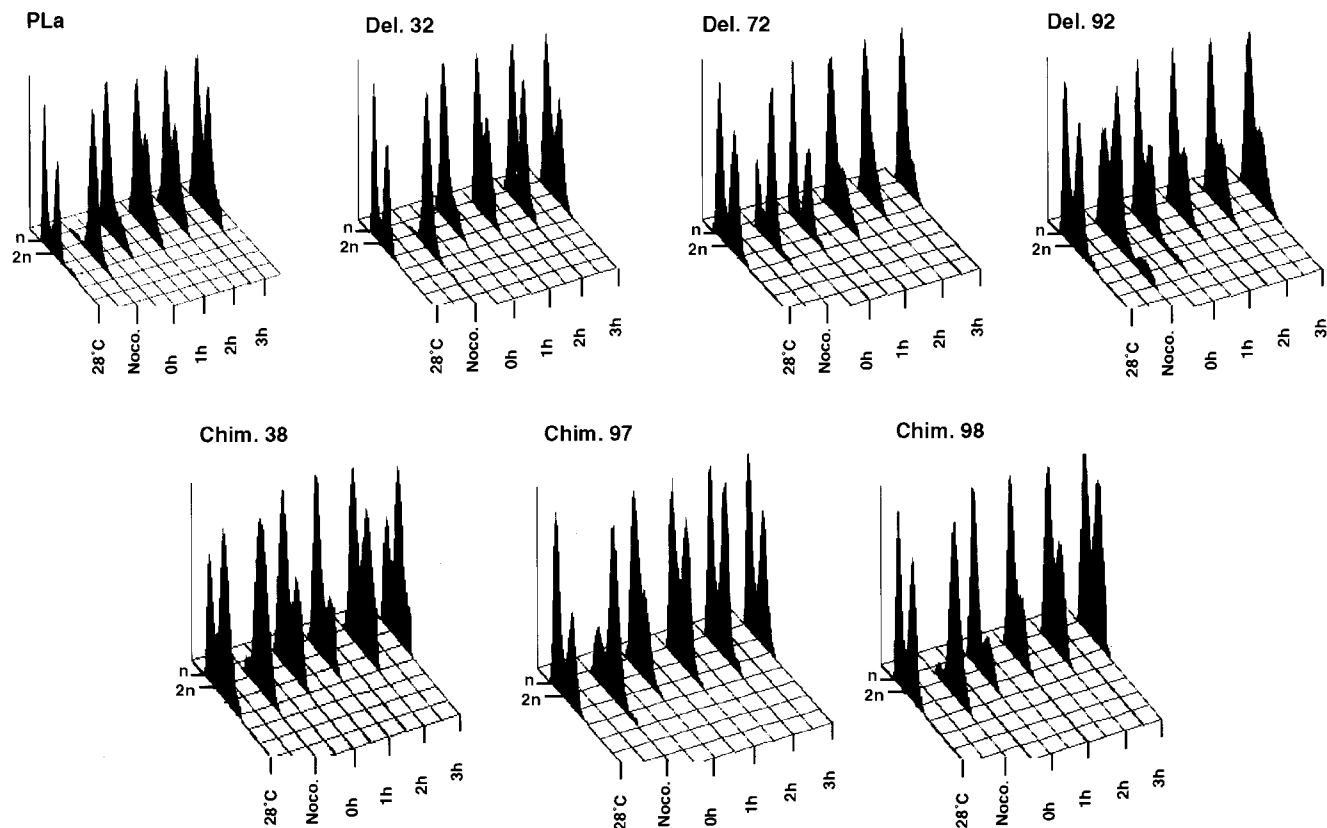 PLa
n
2n
28°C
Noco.
0h
1h
2h
3h
Del. 32
n
2n
28°C
Noco.
0h
1h
2h
3h
Del. 72
n
2n
28°C
Noco.
0h
1h
2h
3h
Del. 92
n
2n
28°C
Noco.
0h
1h
2h
3h
Chim. 38
n
2n
28°C
Noco.
0h
1h
2h
3h
Chim. 97
n
2n
28°C
Noco.
0h
1h
2h
3h
Chim. 98
n
2n
28°C
Noco.
0h
1h
2h
3h